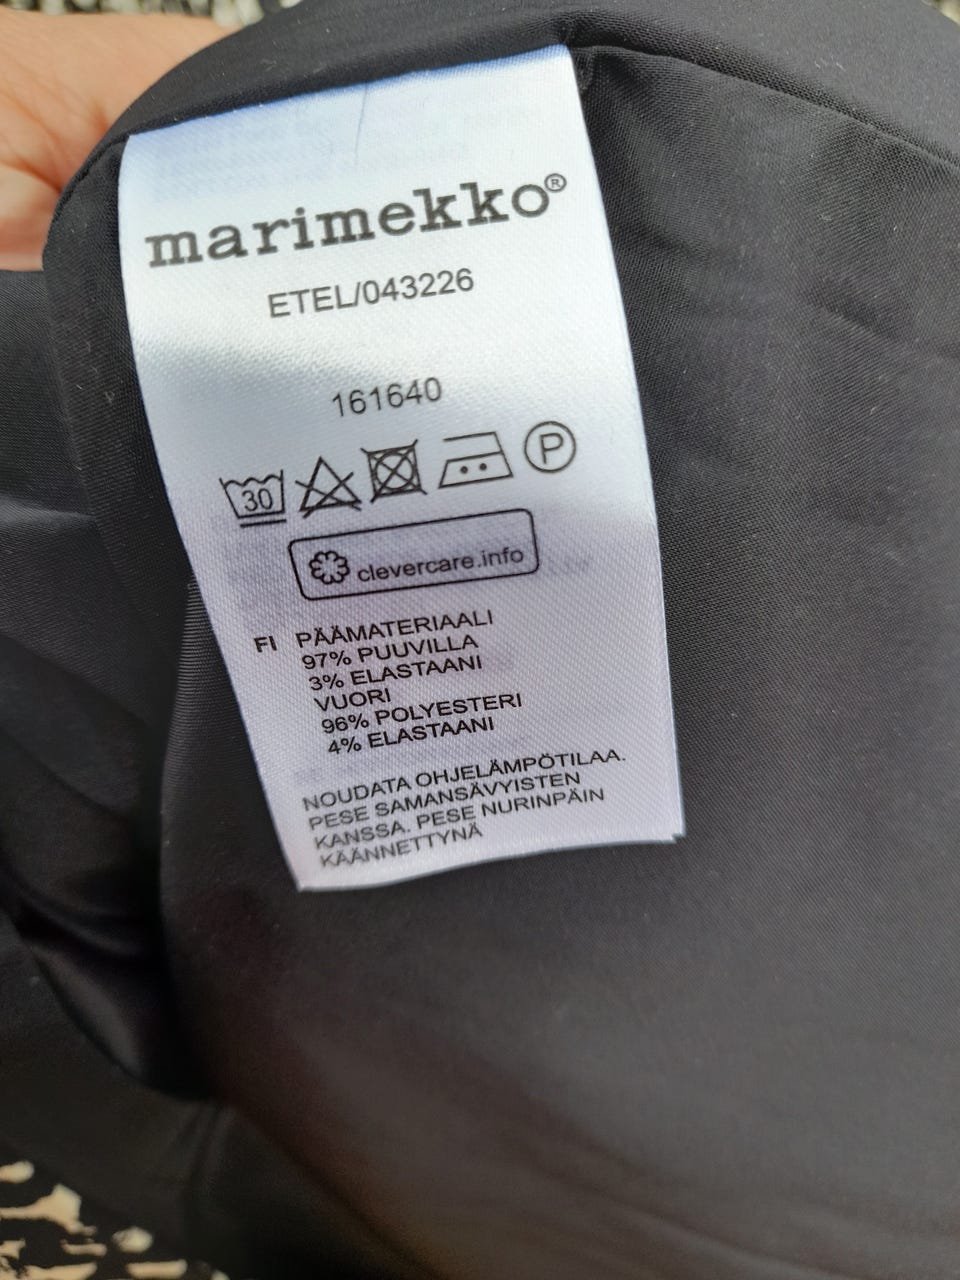 marimekko®
ETEL/043226
161640
30 P
clevercare.info
FI PÄÄMATERIAALI
97% PUUVILLA
3% ELASTAANI
VUORI
96% POLYESTERI
4% ELASTAANI
NOUDATA OHJELÄMPÖTILAA.
PESE SAMANSÄVYISTEN
KANSSA. PESE NURINPÄIN
KÄÄNNETTYNÄ